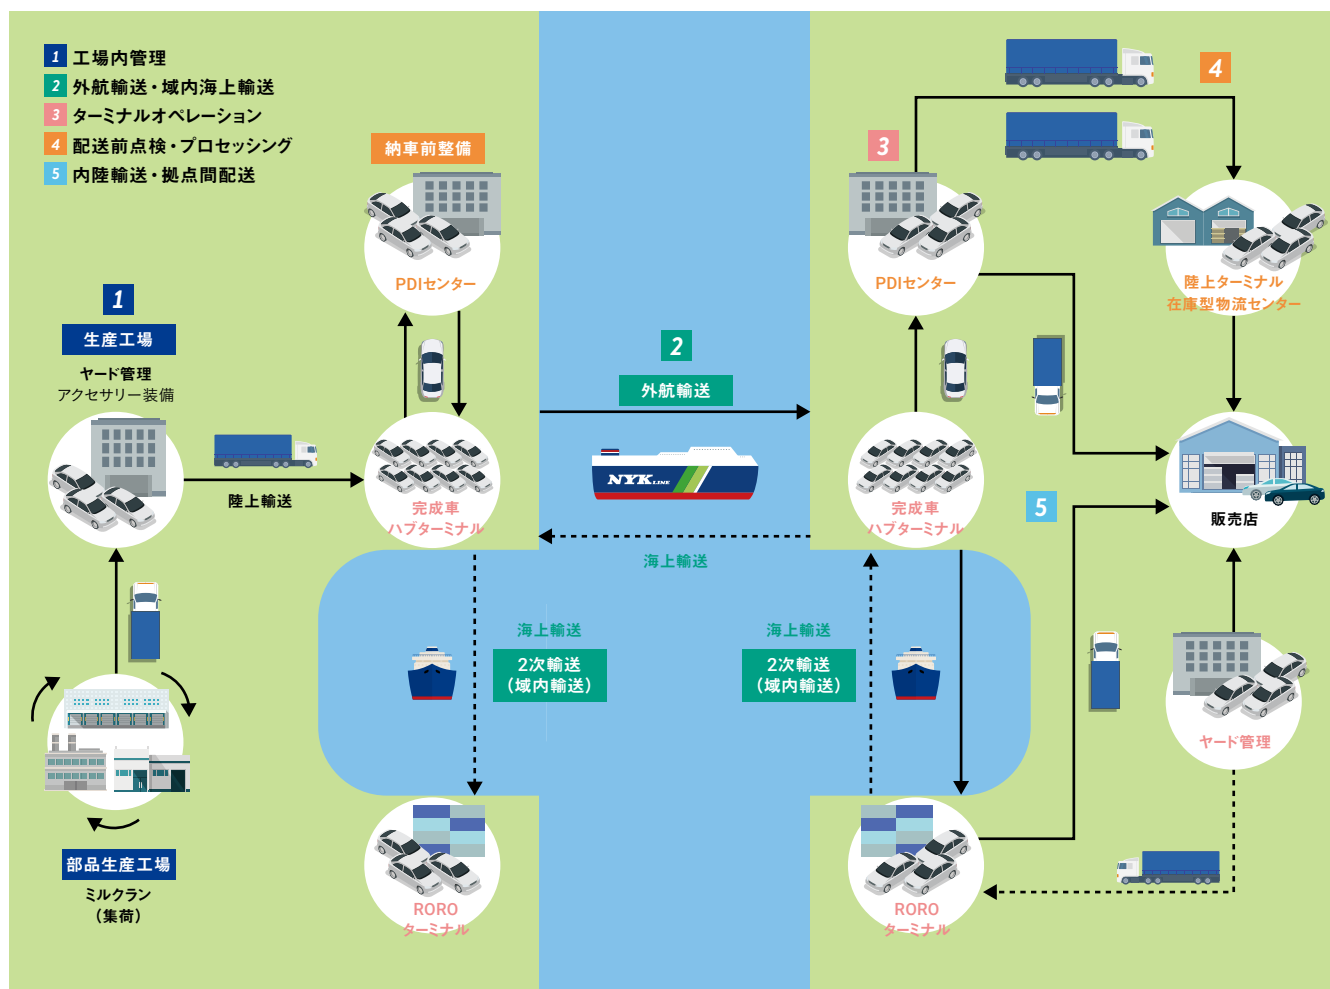 1 工場内管理
2 外航輸送・域内海上輸送
3 ターミナルオペレーション
4 配送前点検・プロセッシング
5 内陸輸送・拠点間配送
納車前整備
PDIセンター
1
生産工場
ヤード管理
アクセサリー装備
陸上輸送
完成車
ハブターミナル
部品生産工場
ミルクラン
（集荷）
2
外航輸送
NYK LINE
海上輸送
海上輸送
2次輸送
（域内輸送）
海上輸送
2次輸送
（域内輸送）
RORO
ターミナル
3
PDIセンター
4
陸上ターミナル
在庫型物流センター
完成車
ハブターミナル
5
販売店
ヤード管理
RORO
ターミナル